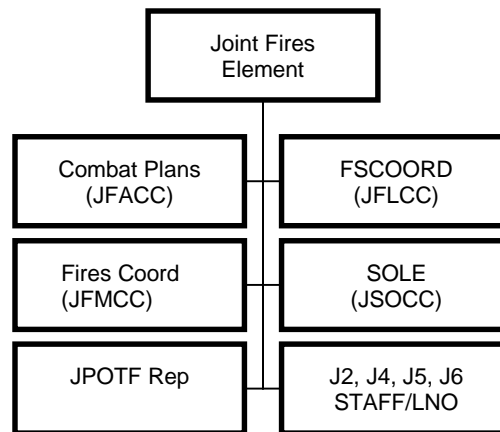 Joint Fires
Element
Combat Plans
(JFACC)
FSCOORD
(JFLCC)
Fires Coord
(JFMCC)
SOLE
(JSOCC)
JPOTF Rep
J2, J4, J5, J6
STAFF/LNO